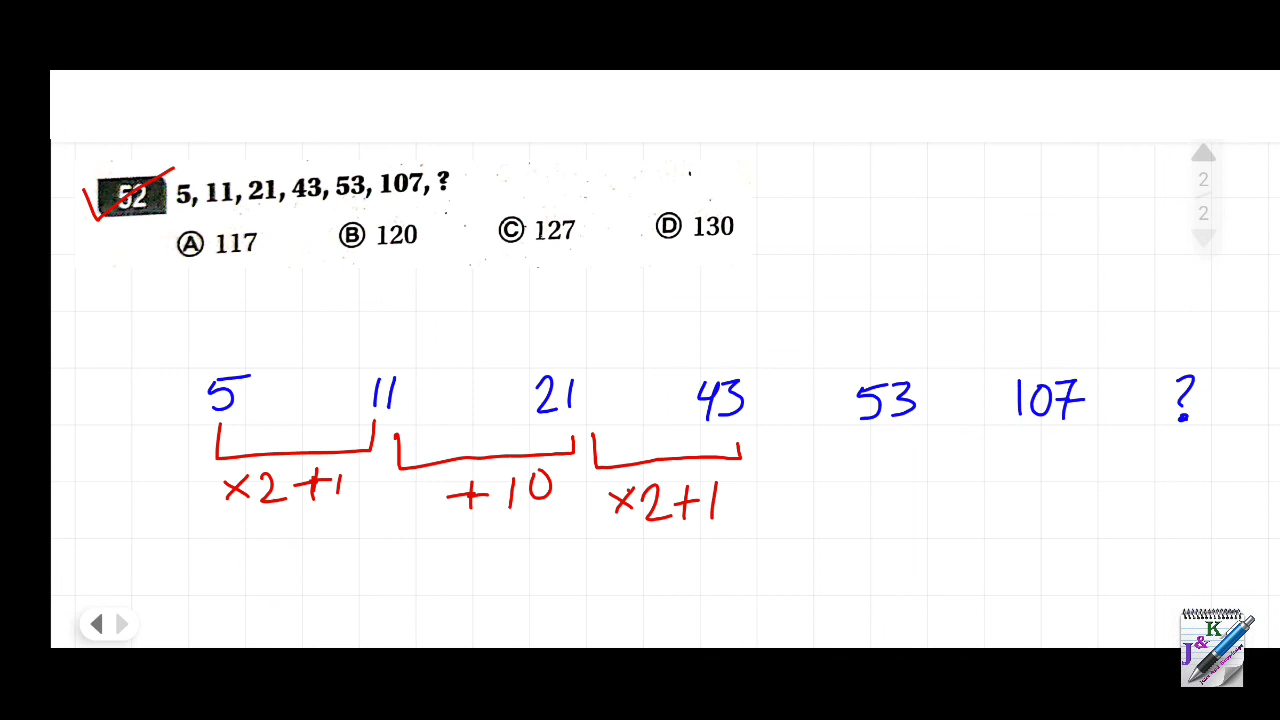 52 5, 11, 21, 43, 53, 107, ?
Ⓐ 117 Ⓑ 120 Ⓒ 127 Ⓓ 130
2
2
5 11 21 43 53 107 ?
×2+1 +10 ×2+1
J&K